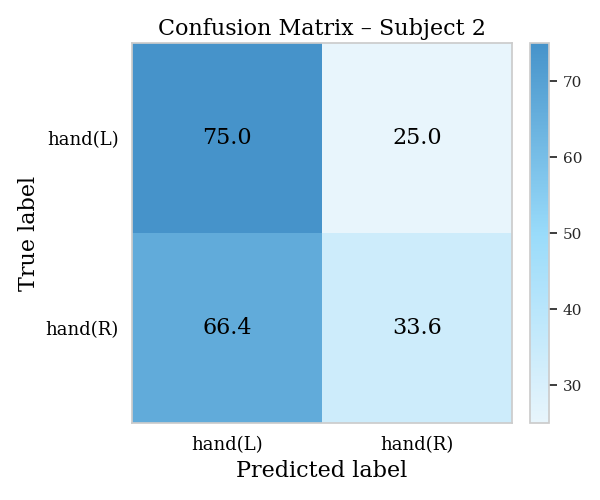 Confusion Matrix – Subject 2
True label
hand(L)
75.0
25.0
hand(R)
66.4
33.6
hand(L)
hand(R)
Predicted label
70
60
50
40
30